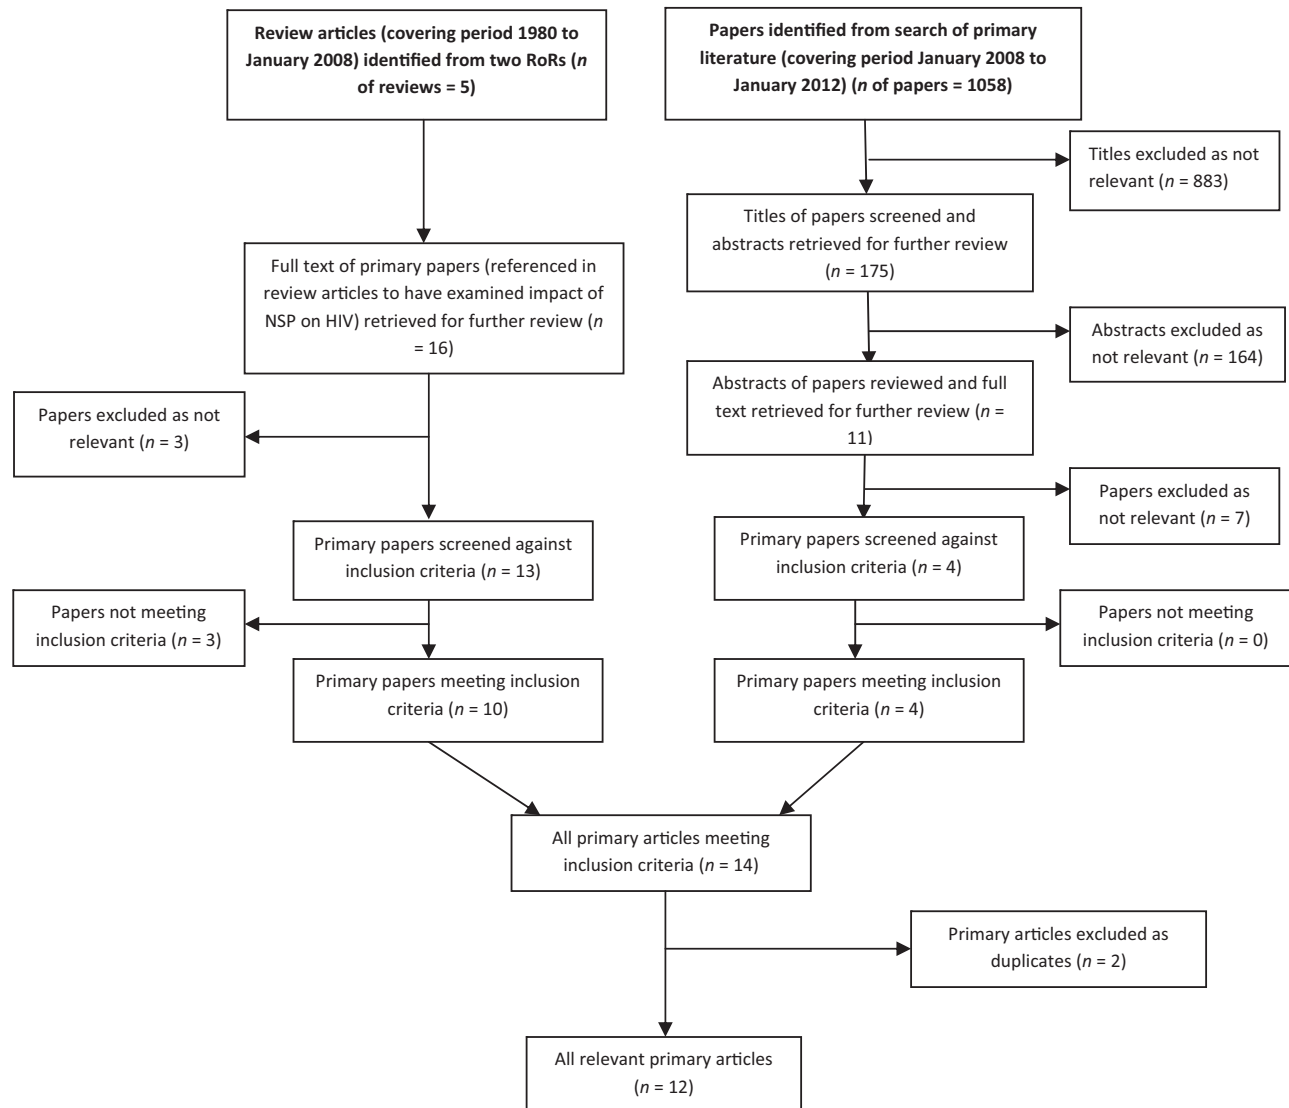 Review articles (covering period 1980 to
January 2008) identified from two RoRs (n
of reviews = 5)
Papers identified from search of primary
literature (covering period January 2008 to
January 2012) (n of papers = 1058)
Titles excluded as not
relevant (n = 883)
Titles of papers screened and
abstracts retrieved for further review
(n = 175)
Full text of primary papers (referenced in
review articles to have examined impact of
NSP on HIV) retrieved for further review (n
= 16)
Abstracts excluded as
not relevant (n = 164)
Abstracts of papers reviewed and full
text retrieved for further review (n =
11)
Papers excluded as not
relevant (n = 3)
Papers excluded as
not relevant (n = 7)
Primary papers screened against
inclusion criteria (n = 13)
Primary papers screened against
inclusion criteria (n = 4)
Papers not meeting
inclusion criteria (n = 3)
Papers not meeting
inclusion criteria (n = 0)
Primary papers meeting inclusion
criteria (n = 10)
Primary papers meeting inclusion
criteria (n = 4)
All primary articles meeting
inclusion criteria (n = 14)
Primary articles excluded as
duplicates (n = 2)
All relevant primary articles
(n = 12)